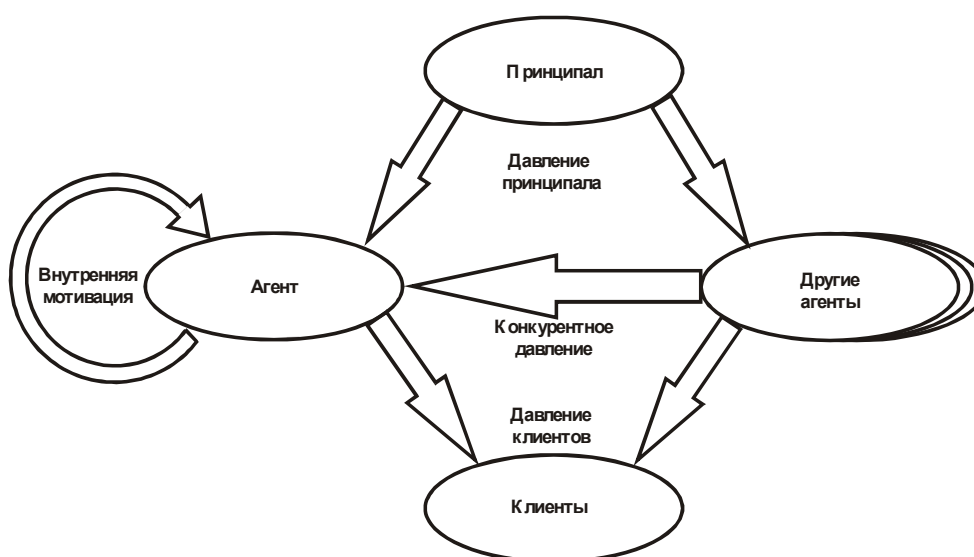 Принципал
Давление
принципала
Внутренняя
мотивация
Агент
Другие
агенты
Конкурентное
давление
Давление
клиентов
Клиенты